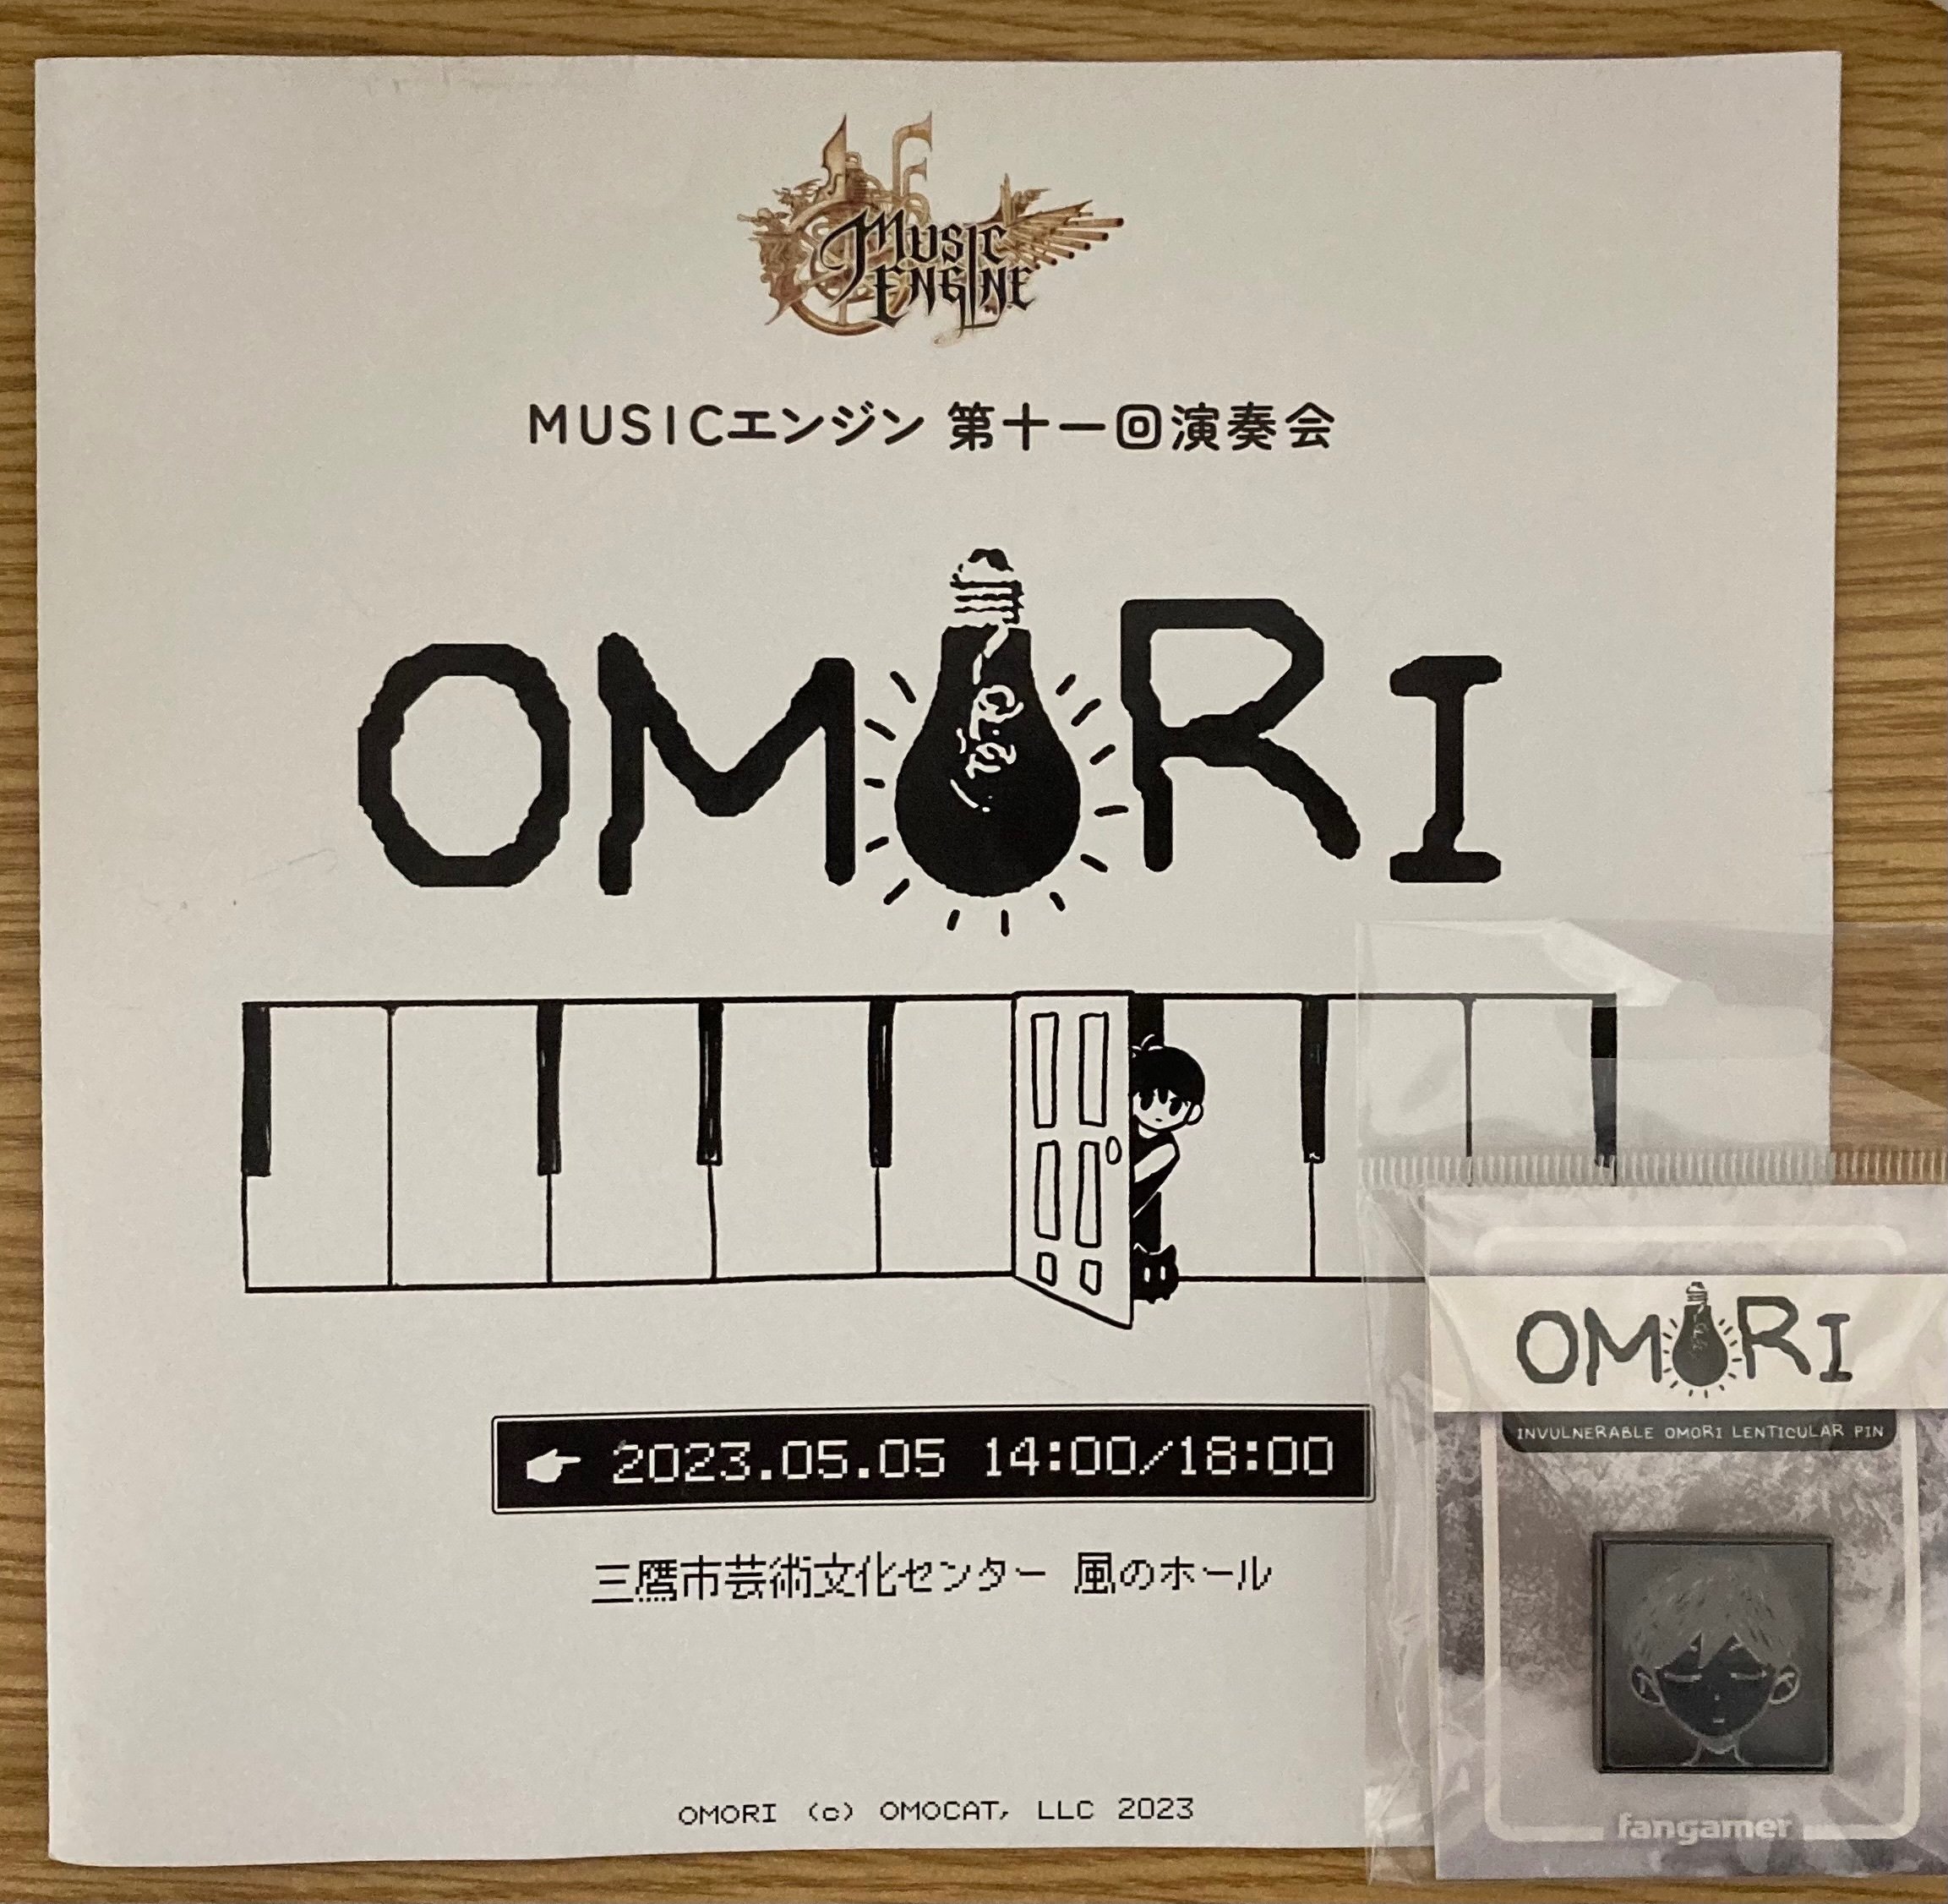 MUSIC
ENGINE
MUSICエンジン 第十一回演奏会
OMORI
2023.05.05 14:00/18:00
三鷹市芸術文化センター 風のホール
OMORI (c) OMOCAT, LLC 2023
OMORI
INVULNERABLE OMORI LENTICULAR PIN
fangamer